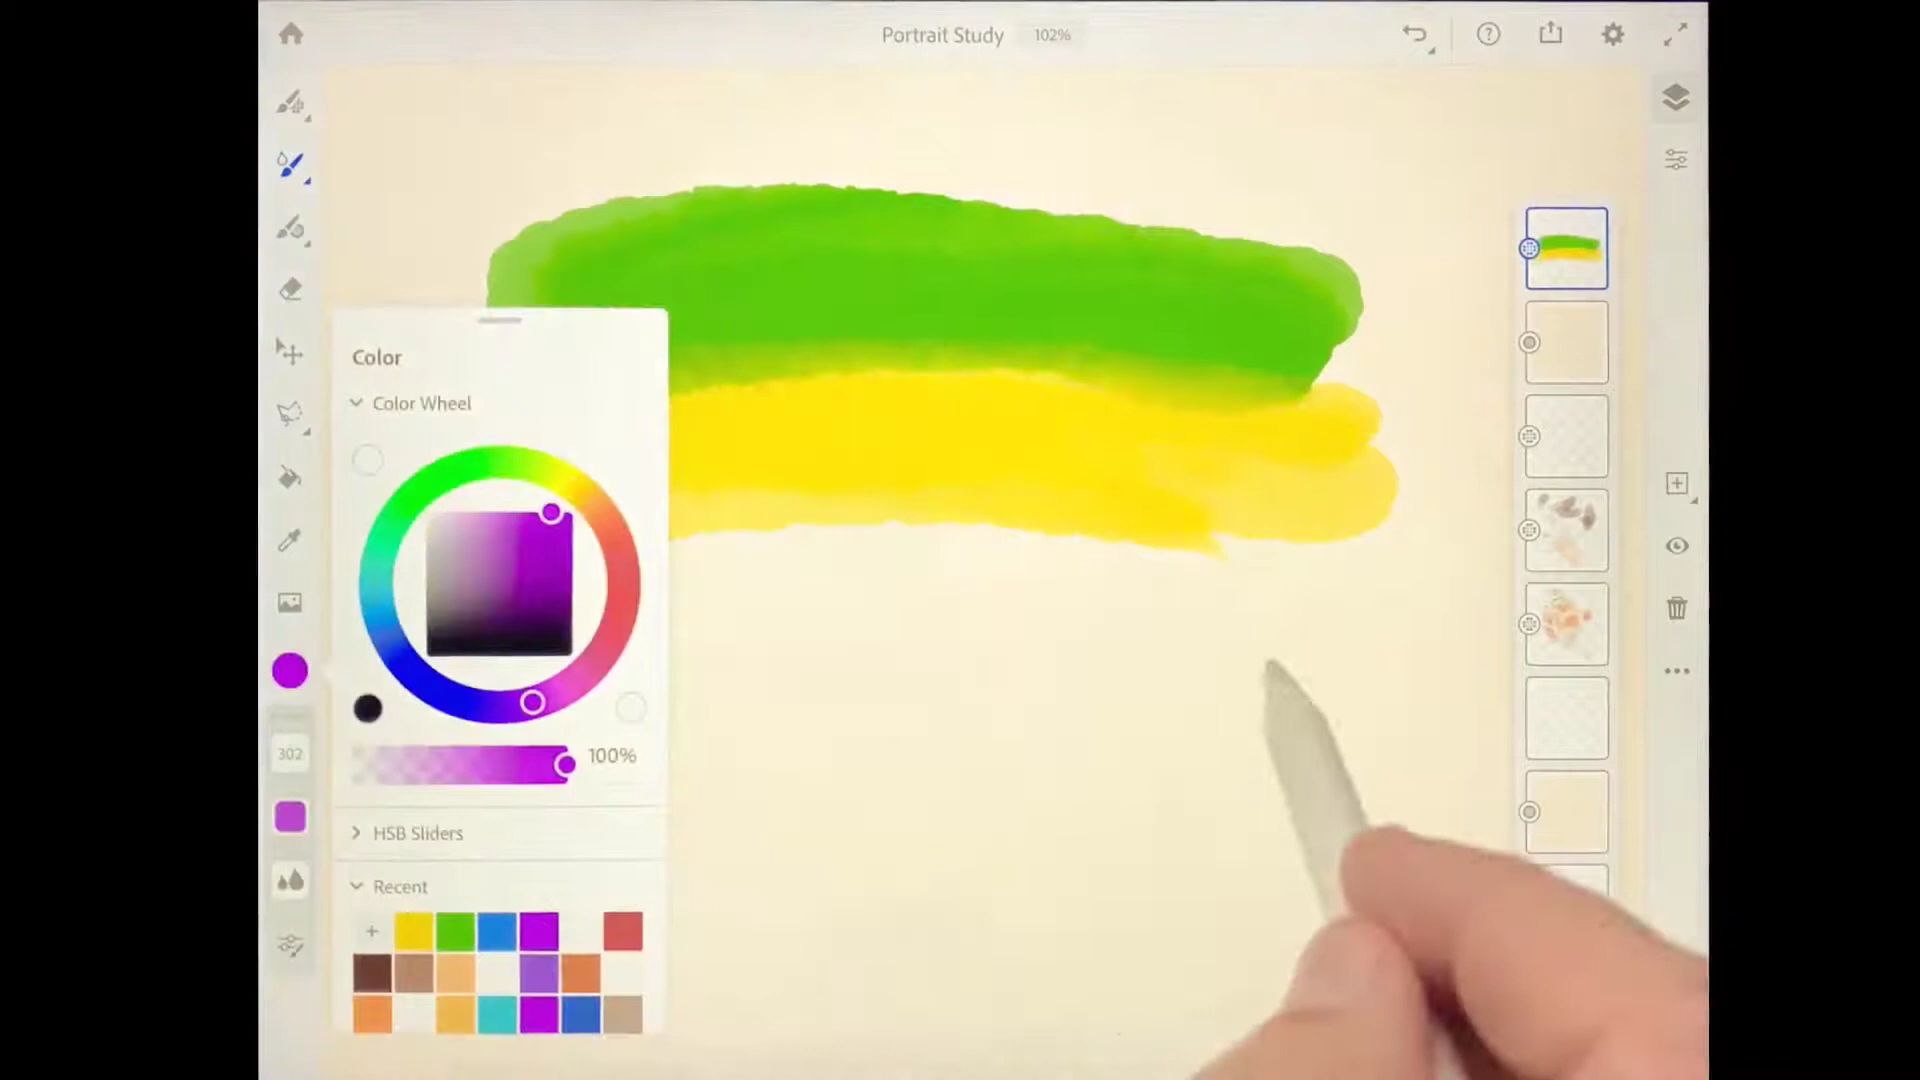 Portrait Study 102%
Color
Color Wheel
100%
302
HSB Sliders
Recent